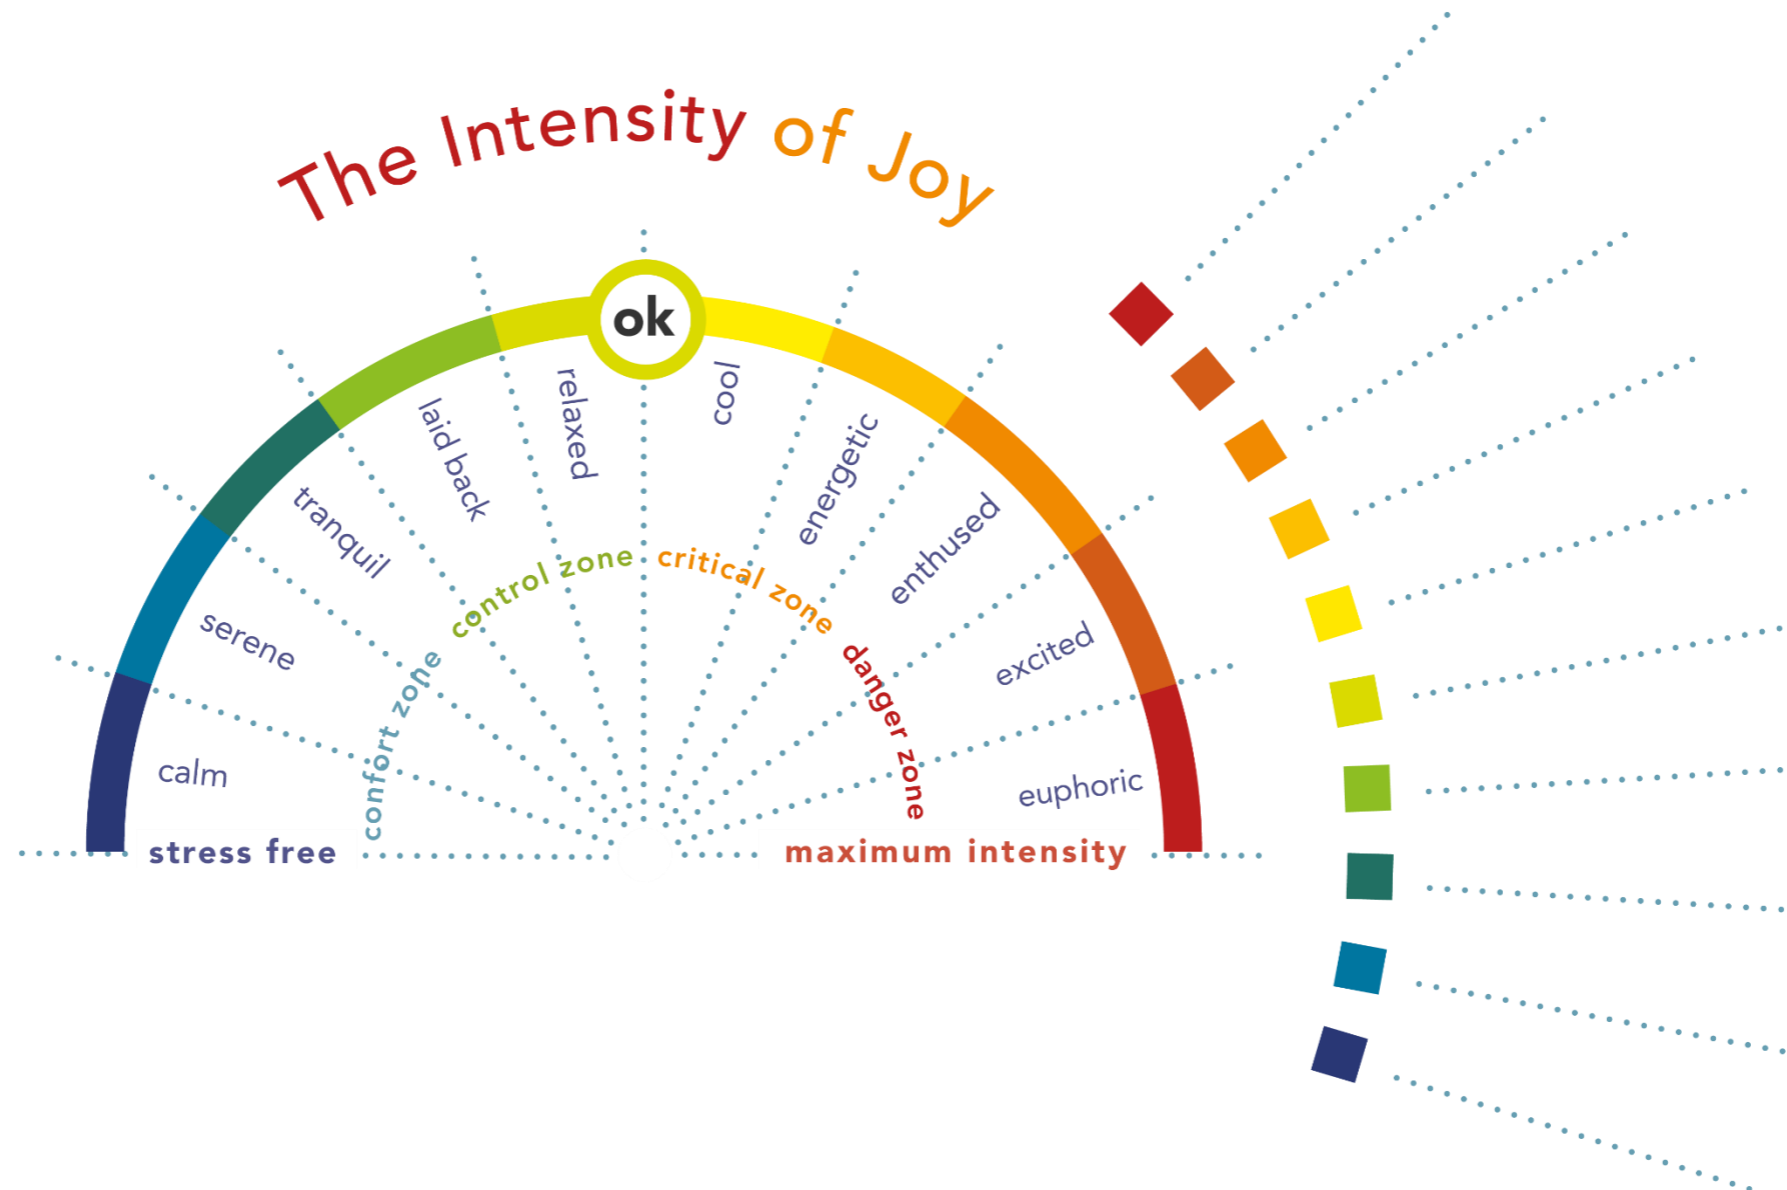 The Intensity of Joy
ok
calm
serene
tranquil
laid back
relaxed
cool
energetic
enthused
excited
euphoric
confort zone
control zone
critical zone
danger zone
stress free
maximum intensity